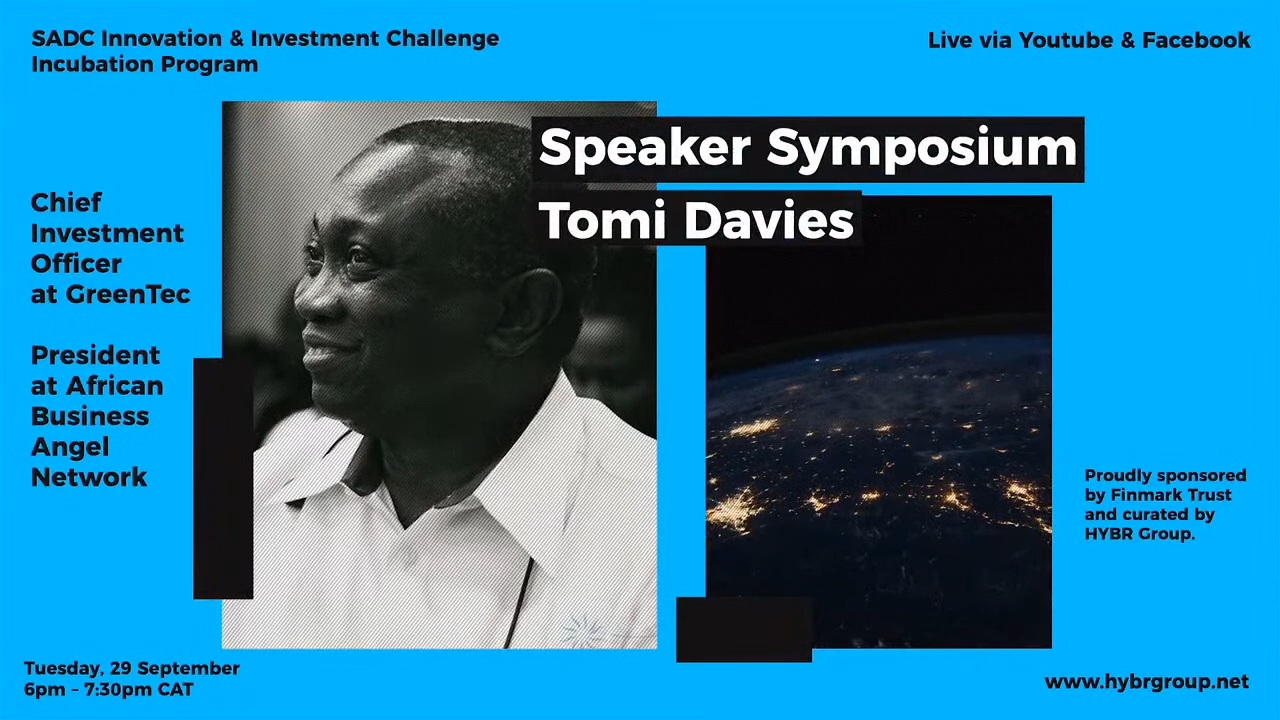 SADC Innovation & Investment Challenge
Incubation Program
Live via Youtube & Facebook
Speaker Symposium
Tomi Davies
Chief
Investment
Officer
at GreenTec
President
at African
Business
Angel
Network
Proudly sponsored
by Finmark Trust
and curated by
HYBR Group.
Tuesday, 29 September
6pm – 7:30pm CAT
www.hybrgroup.net